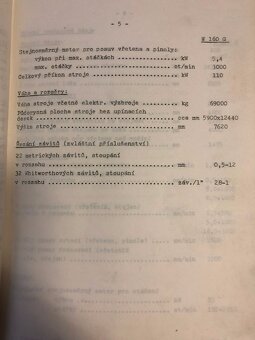 - 5 -
W 160 G
Stejnosměrný motor pro posuv vřetena a pinoly:
výkon při max. otáčkách kW 5,4
max. otáčky ot/min 3000
Celkový příkon stroje kW 110
Váha a rozměry:
Váha stroje včetně elektr. výzbroje kg 69000
Půdorysná plocha stroje bez upínacích
desek cca mm 5900x12440
Výška stroje mm 7620
Řezání závitů (zvláštní příslušenství)
22 metrických závitů, stoupání
v rozsahu mm 0,5÷12
32 Whitworthových závitů, stoupání
v rozsahu záv./1" 28-1